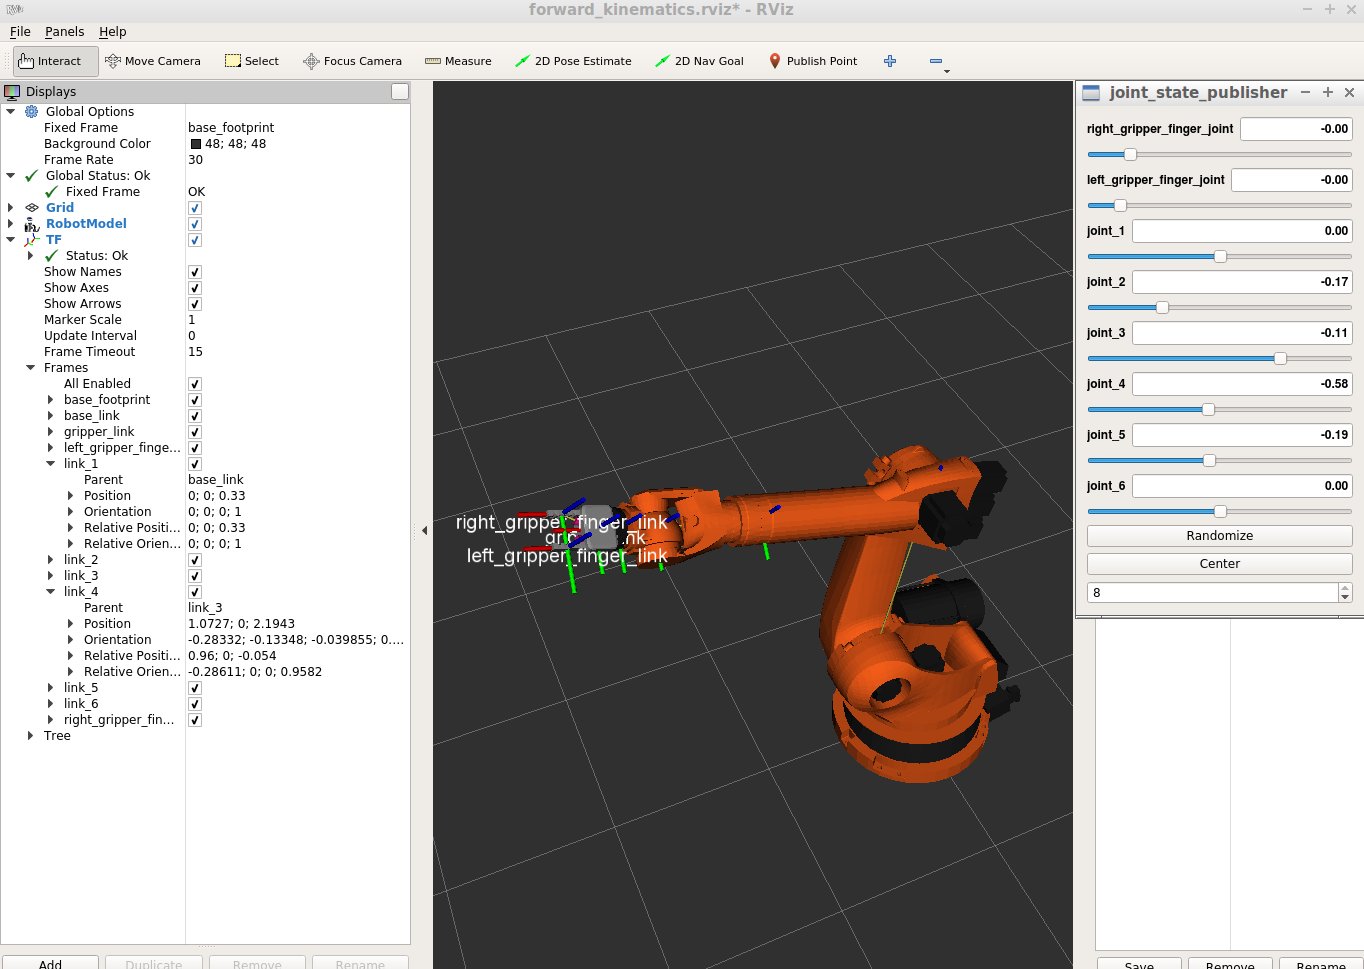 forward_kinematics.rviz* - RViz
File Panels Help
Interact Move Camera Select Focus Camera Measure 2D Pose Estimate 2D Nav Goal Publish Point
Displays
Global Options
Fixed Frame base_footprint
Background Color 48; 48; 48
Frame Rate 30
Global Status: Ok
Fixed Frame OK
Grid
RobotModel
TF
Status: Ok
Show Names
Show Axes
Show Arrows
Marker Scale 1
Update Interval 0
Frame Timeout 15
Frames
All Enabled
base_footprint
base_link
gripper_link
left_gripper_finge...
link_1
Parent base_link
Position 0; 0; 0.33
Orientation 0; 0; 0; 1
Relative Positi... 0; 0; 0.33
Relative Orien... 0; 0; 0; 1
link_2
link_3
link_4
Parent link_3
Position 1.0727; 0; 2.1943
Orientation -0.28332; -0.13348; -0.039855; 0....
Relative Positi... 0.96; 0; -0.054
Relative Orien... -0.28611; 0; 0; 0.9582
link_5
link_6
right_gripper_fin...
Tree
Add Duplicate Remove Rename
right_gripper_finger_link
left_gripper_finger_link
joint_state_publisher
right_gripper_finger_joint -0.00
left_gripper_finger_joint -0.00
joint_1 0.00
joint_2 -0.17
joint_3 -0.11
joint_4 -0.58
joint_5 -0.19
joint_6 0.00
Randomize
Center
8
Save Remove Rename